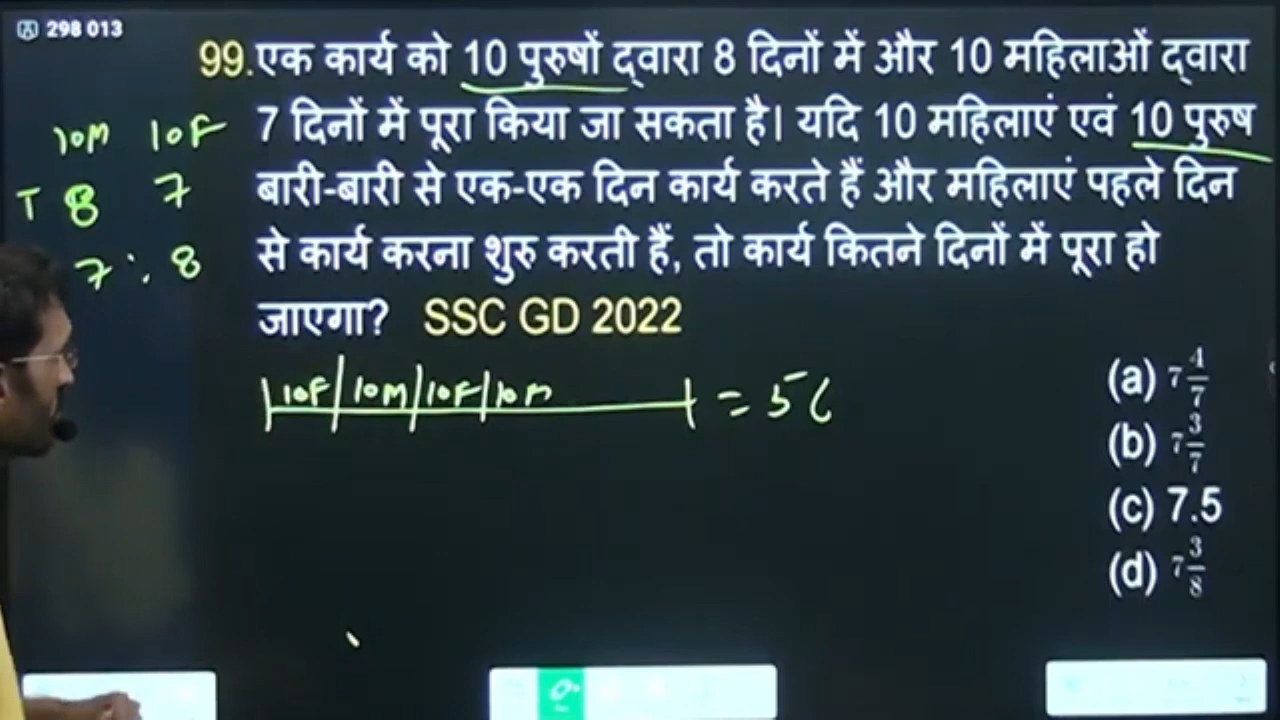 298 013
99. एक कार्य को 10 पुरुषों द्वारा 8 दिनों में और 10 महिलाओं द्वारा
7 दिनों में पूरा किया जा सकता है। यदि 10 महिलाएं एवं 10 पुरुष
बारी-बारी से एक-एक दिन कार्य करते हैं और महिलाएं पहले दिन
से कार्य करना शुरु करती हैं, तो कार्य कितने दिनों में पूरा हो
जाएगा? SSC GD 2022
10M 10F
T 8 7
7 : 8
10F 10M 10F 10M = 56
(a) 7 4/7
(b) 7 3/7
(c) 7.5
(d) 7 3/8